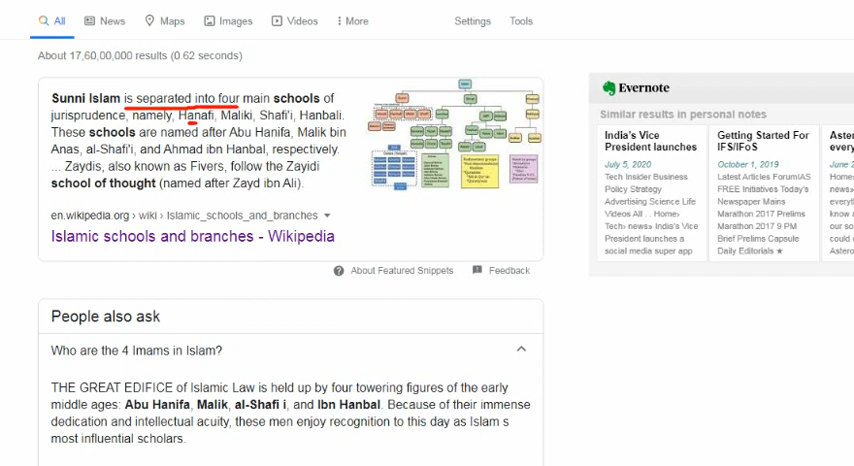 All News Maps Images Videos More Settings Tools
About 17,60,00,000 results (0.62 seconds)
Sunni Islam is separated into four main schools of
jurisprudence, namely, Hanafi, Maliki, Shafi'i, Hanbali.
These schools are named after Abu Hanifa, Malik bin
Anas, al-Shafi'i, and Ahmad ibn Hanbal, respectively.
... Zaydis, also known as Fivers, follow the Zayidi
school of thought (named after Zayd ibn Ali).
en.wikipedia.org › wiki › Islamic_schools_and_branches
Islamic schools and branches - Wikipedia
About Featured Snippets Feedback
People also ask
Who are the 4 Imams in Islam?
THE GREAT EDIFICE of Islamic Law is held up by four towering figures of the early
middle ages: Abu Hanifa, Malik, al-Shafi i, and Ibn Hanbal. Because of their immense
dedication and intellectual acuity, these men enjoy recognition to this day as Islam s
most influential scholars.
Evernote
Similar results in personal notes
India's Vice
President launches
July 5, 2020
Tech Insider Business
Policy Strategy
Advertising Science Life
Videos All . . Home›
Tech› news› India's Vice
President launches a
social media super app
Getting Started For
IFS/IFoS
October 1, 2019
Latest Articles ForumIAS
FREE Initiatives Today's
Newspaper Mains
Marathon 2017 Prelims
Marathon 2017 9 PM
Brief Prelims Capsule
Daily Editorials ★